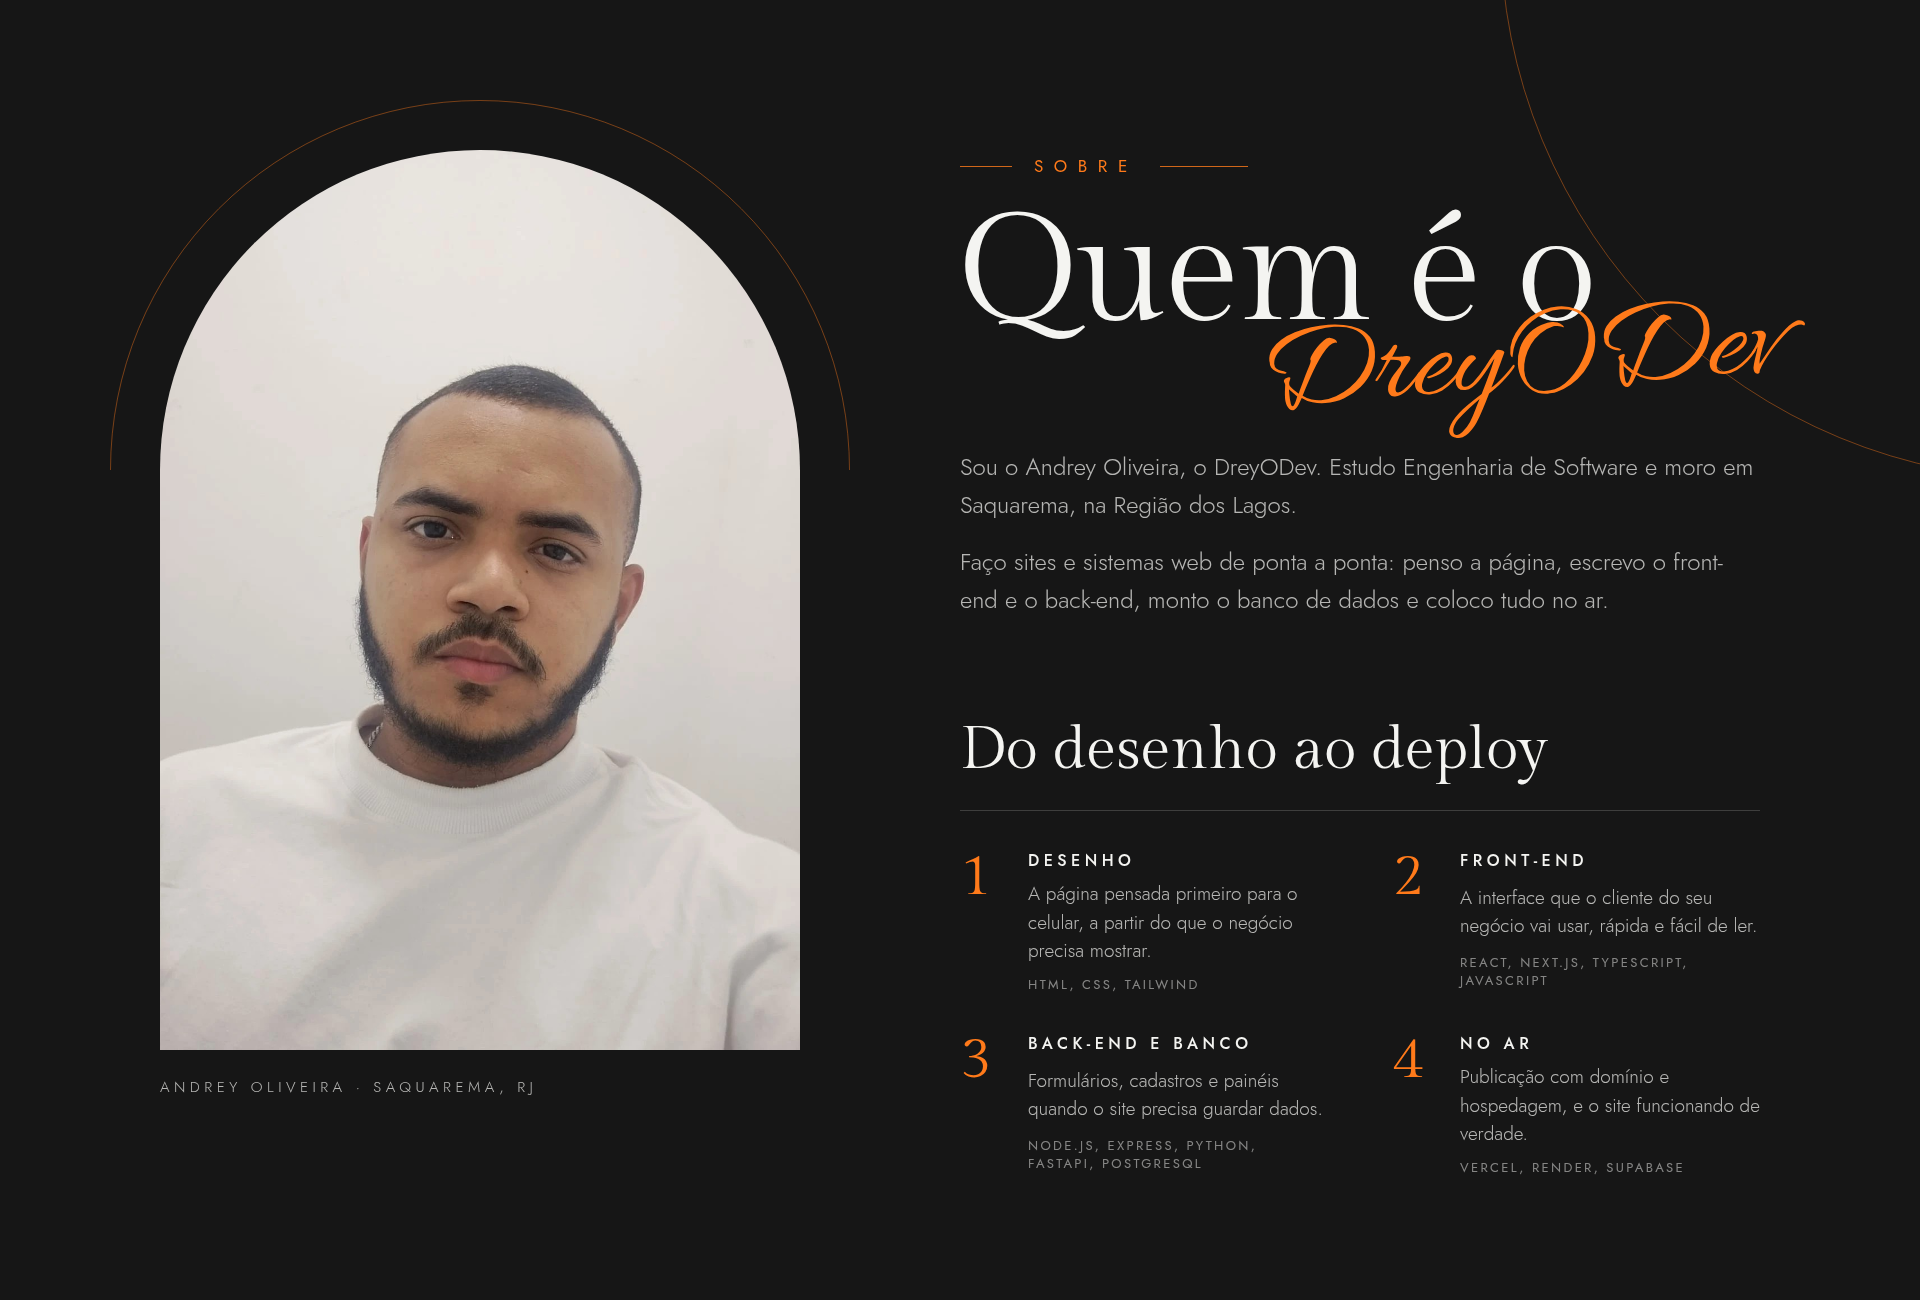 SOBRE
Quem é o
DreyODev
Sou o Andrey Oliveira, o DreyODev. Estudo Engenharia de Software e moro em
Saquarema, na Região dos Lagos.
Faço sites e sistemas web de ponta a ponta: penso a página, escrevo o front-
end e o back-end, monto o banco de dados e coloco tudo no ar.
Do desenho ao deploy
1
DESENHO
A página pensada primeiro para o
celular, a partir do que o negócio
precisa mostrar.
HTML, CSS, TAILWIND
2
FRONT-END
A interface que o cliente do seu
negócio vai usar, rápida e fácil de ler.
REACT, NEXT.JS, TYPESCRIPT,
JAVASCRIPT
3
BACK-END E BANCO
Formulários, cadastros e painéis
quando o site precisa guardar dados.
NODE.JS, EXPRESS, PYTHON,
FASTAPI, POSTGRESQL
4
NO AR
Publicação com domínio e
hospedagem, e o site funcionando de
verdade.
VERCEL, RENDER, SUPABASE
ANDREY OLIVEIRA · SAQUAREMA, RJ